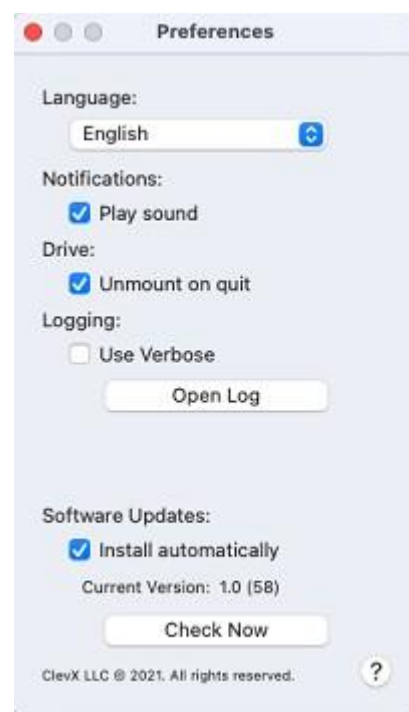 Preferences
Language:
English
Notifications:
Play sound
Drive:
Unmount on quit
Logging:
Use Verbose
Open Log
Software Updates:
Install automatically
Current Version: 1.0 (58)
Check Now
ClevX LLC © 2021. All rights reserved.
?